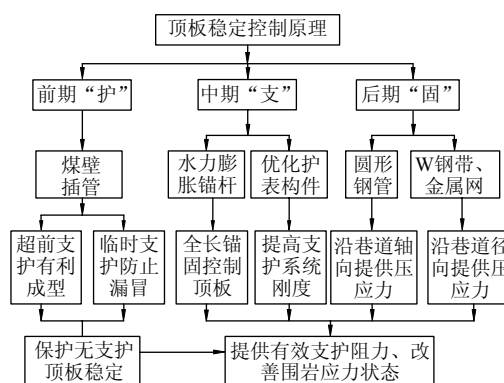 顶板稳定控制原理
前期“护”
中期“支”
后期“固”
煤壁
插管
水力膨
胀锚杆
优化护
表构件
圆形
钢管
W钢带、
金属网
超前支
护有利
成型
临时支
护防止
漏冒
全长锚
固控制
顶板
提高支
护系统
刚度
沿巷道轴
向提供压
应力
沿巷道径
向提供压
应力
保护无支护
顶板稳定
提供有效支护阻力、改
善围岩应力状态